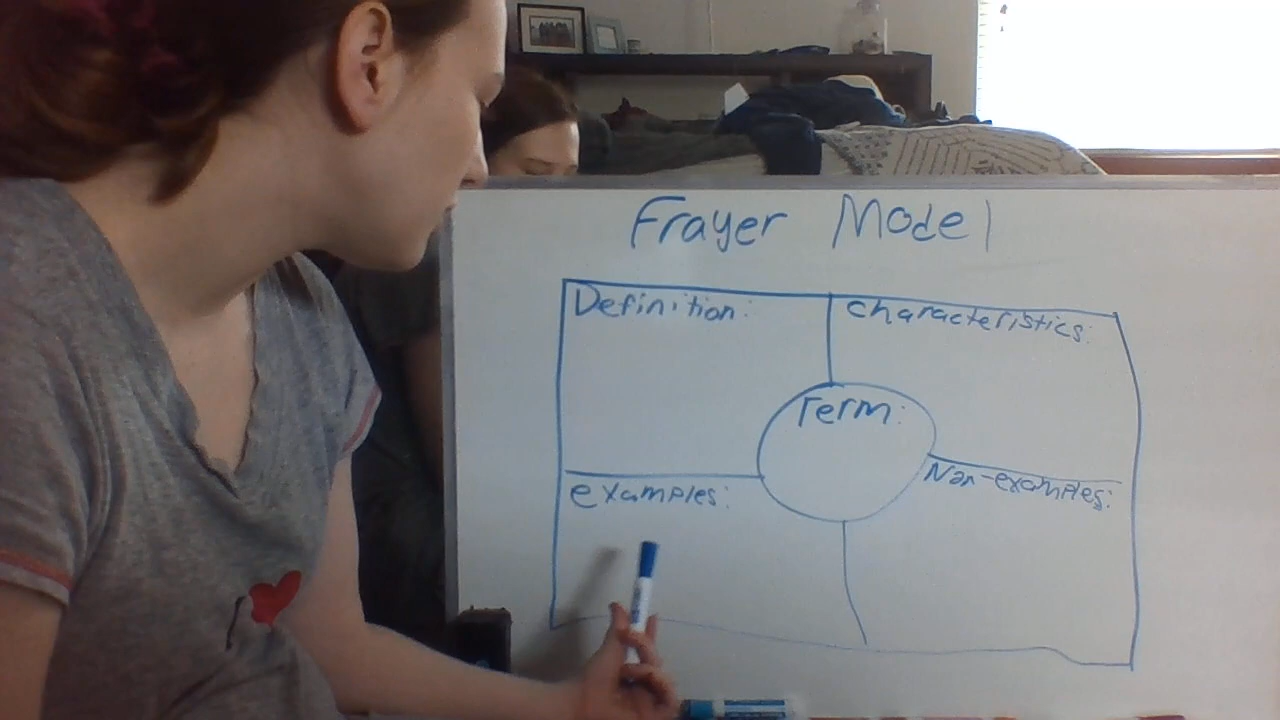 Frayer Model
Definition:
characteristics:
Term:
examples:
Non-examples:
I